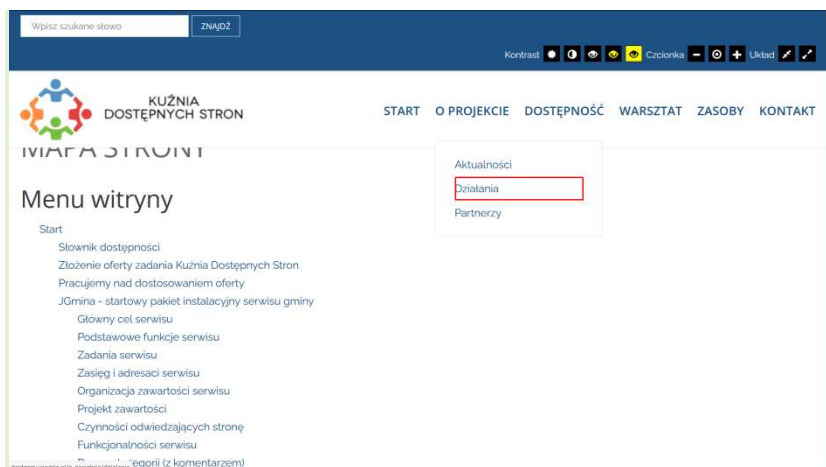 Wpisz szukane słowo ZNAJDŹ
Kontrast Czcionka Układ
KUŹNIA
DOSTĘPNYCH STRON
START O PROJEKCIE DOSTĘPNOŚĆ WARSZTAT ZASOBY KONTAKT
MAPA STRONY
Aktualności
Działania
Partnerzy
Menu witryny
Start
Słownik dostępności
Złożenie oferty zadania Kuźnia Dostępnych Stron
Pracujemy nad dostosowaniem oferty
JGmina - startowy pakiet instalacyjny serwisu gminy
Główny cel serwisu
Podstawowe funkcje serwisu
Zadania serwisu
Zasięg i adresaci serwisu
Organizacja zawartości serwisu
Projekt zawartości
Czynności odwiedzających stronę
Funkcjonalności serwisu
(z komentarzem)